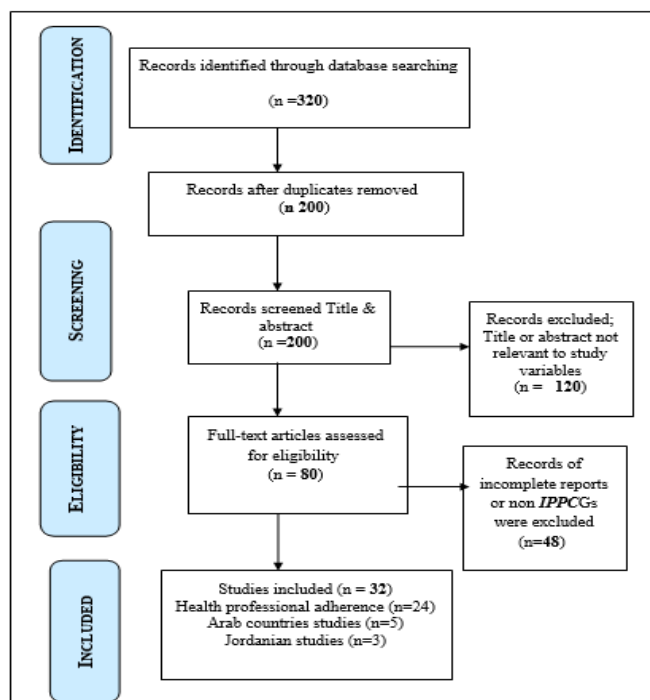 IDENTIFICATION
Records identified through database searching
(n =320)
Records after duplicates removed
(n 200)
SCREENING
Records screened Title &
abstract
(n =200)
Records excluded;
Title or abstract not
relevant to study
variables
(n = 120)
ELIGIBILITY
Full-text articles assessed
for eligibility
(n = 80)
Records of
incomplete reports
or non IPPCGs
were excluded
(n=48)
INCLUDED
Studies included (n = 32)
Health professional adherence (n=24)
Arab countries studies (n=5)
Jordanian studies (n=3)